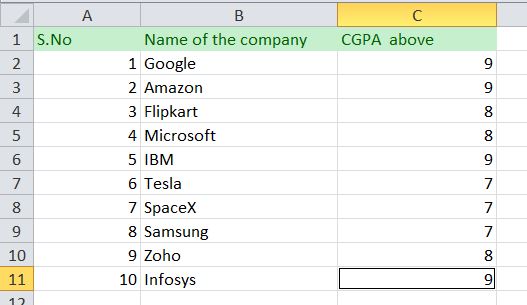 A B C
1 S.No Name of the company CGPA  above
2 1 Google 9
3 2 Amazon 9
4 3 Flipkart 8
5 4 Microsoft 8
6 5 IBM 9
7 6 Tesla 7
8 7 SpaceX 7
9 8 Samsung 7
10 9 Zoho 8
11 10 Infosys 9
12